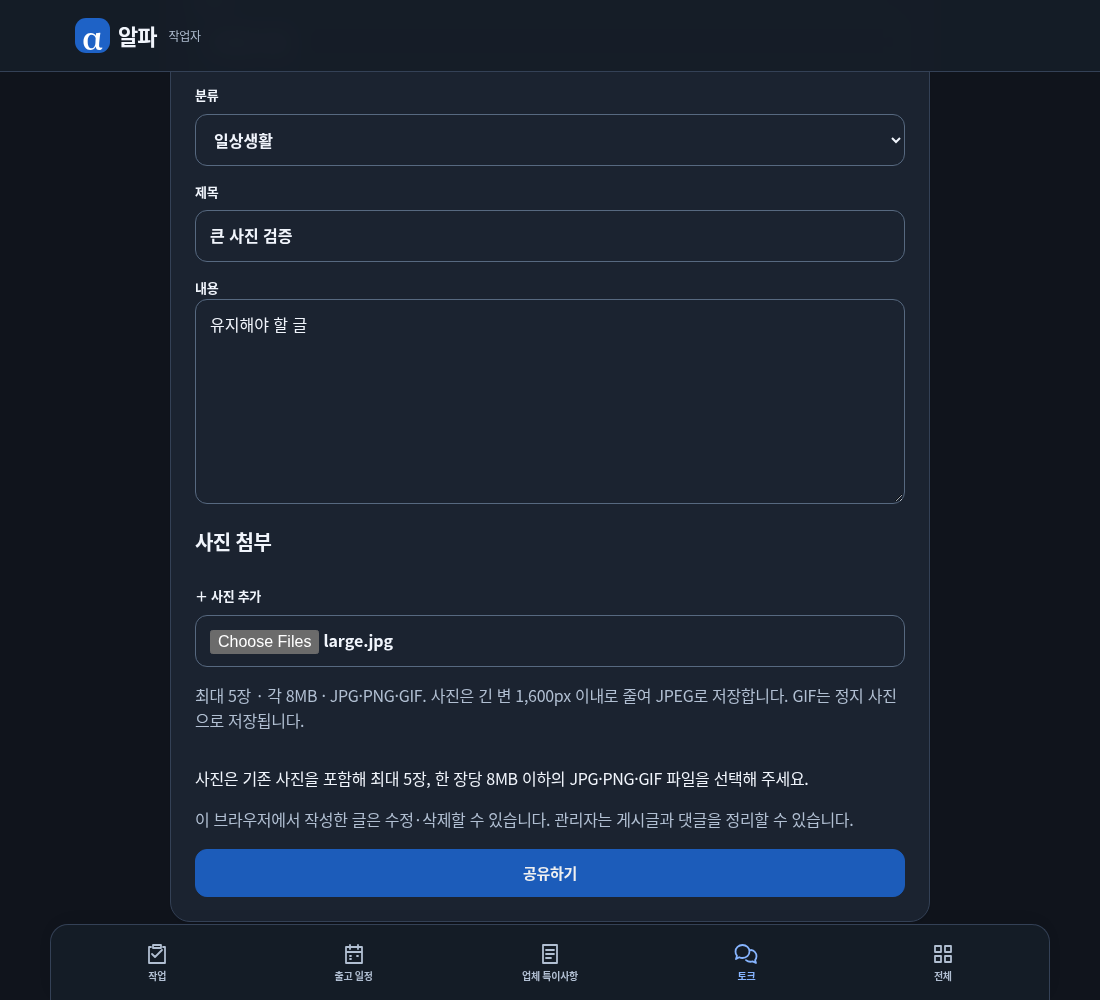 α 알파 작업자
분류
일상생활
제목
큰 사진 검증
내용
유지해야 할 글
사진 첨부
+ 사진 추가
Choose Files large.jpg
최대 5장 · 각 8MB · JPG·PNG·GIF. 사진은 긴 변 1,600px 이내로 줄여 JPEG로 저장합니다. GIF는 정지 사진
으로 저장됩니다.
사진은 기존 사진을 포함해 최대 5장, 한 장당 8MB 이하의 JPG·PNG·GIF 파일을 선택해 주세요.
이 브라우저에서 작성한 글은 수정·삭제할 수 있습니다. 관리자는 게시글과 댓글을 정리할 수 있습니다.
공유하기
작업 출고 일정 업체 특이사항 토크 전체